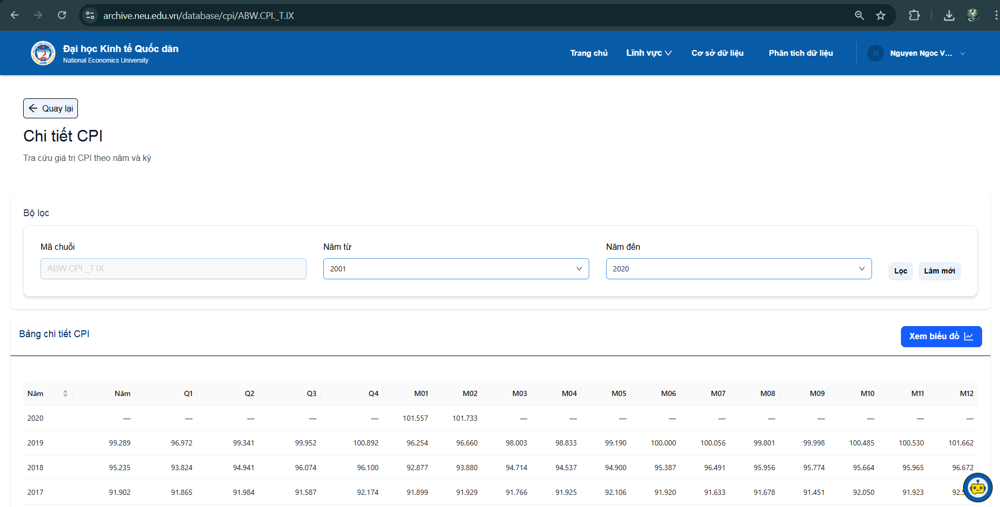 archive.neu.edu.vn/database/cpi/ABW.CPI._T.IX
Đại học Kinh tế Quốc dân
National Economics University
Trang chủ Lĩnh vực Cơ sở dữ liệu Phân tích dữ liệu N Nguyen Ngoc V...
Quay lại
Chi tiết CPI
Tra cứu giá trị CPI theo năm và kỳ
Bộ lọc
Mã chuỗi Năm từ Năm đến
ABW.CPI._T.IX 2001 2020 Lọc Làm mới
Bảng chi tiết CPI
Xem biểu đồ
Năm Năm Q1 Q2 Q3 Q4 M01 M02 M03 M04 M05 M06 M07 M08 M09 M10 M11 M12
2020 — — — — — 101.557 101.733 — — — — — — — — — —
2019 99.289 96.972 99.341 99.952 100.892 96.254 96.660 98.003 98.833 99.190 100.000 100.056 99.801 99.998 100.485 100.530 101.662
2018 95.235 93.824 94.941 96.074 96.100 92.877 93.880 94.714 94.537 94.900 95.387 96.491 95.956 95.774 95.664 95.965 96.672
2017 91.902 91.865 91.984 91.587 92.174 91.899 91.929 91.766 91.925 92.106 91.920 91.633 91.678 91.451 92.050 91.923